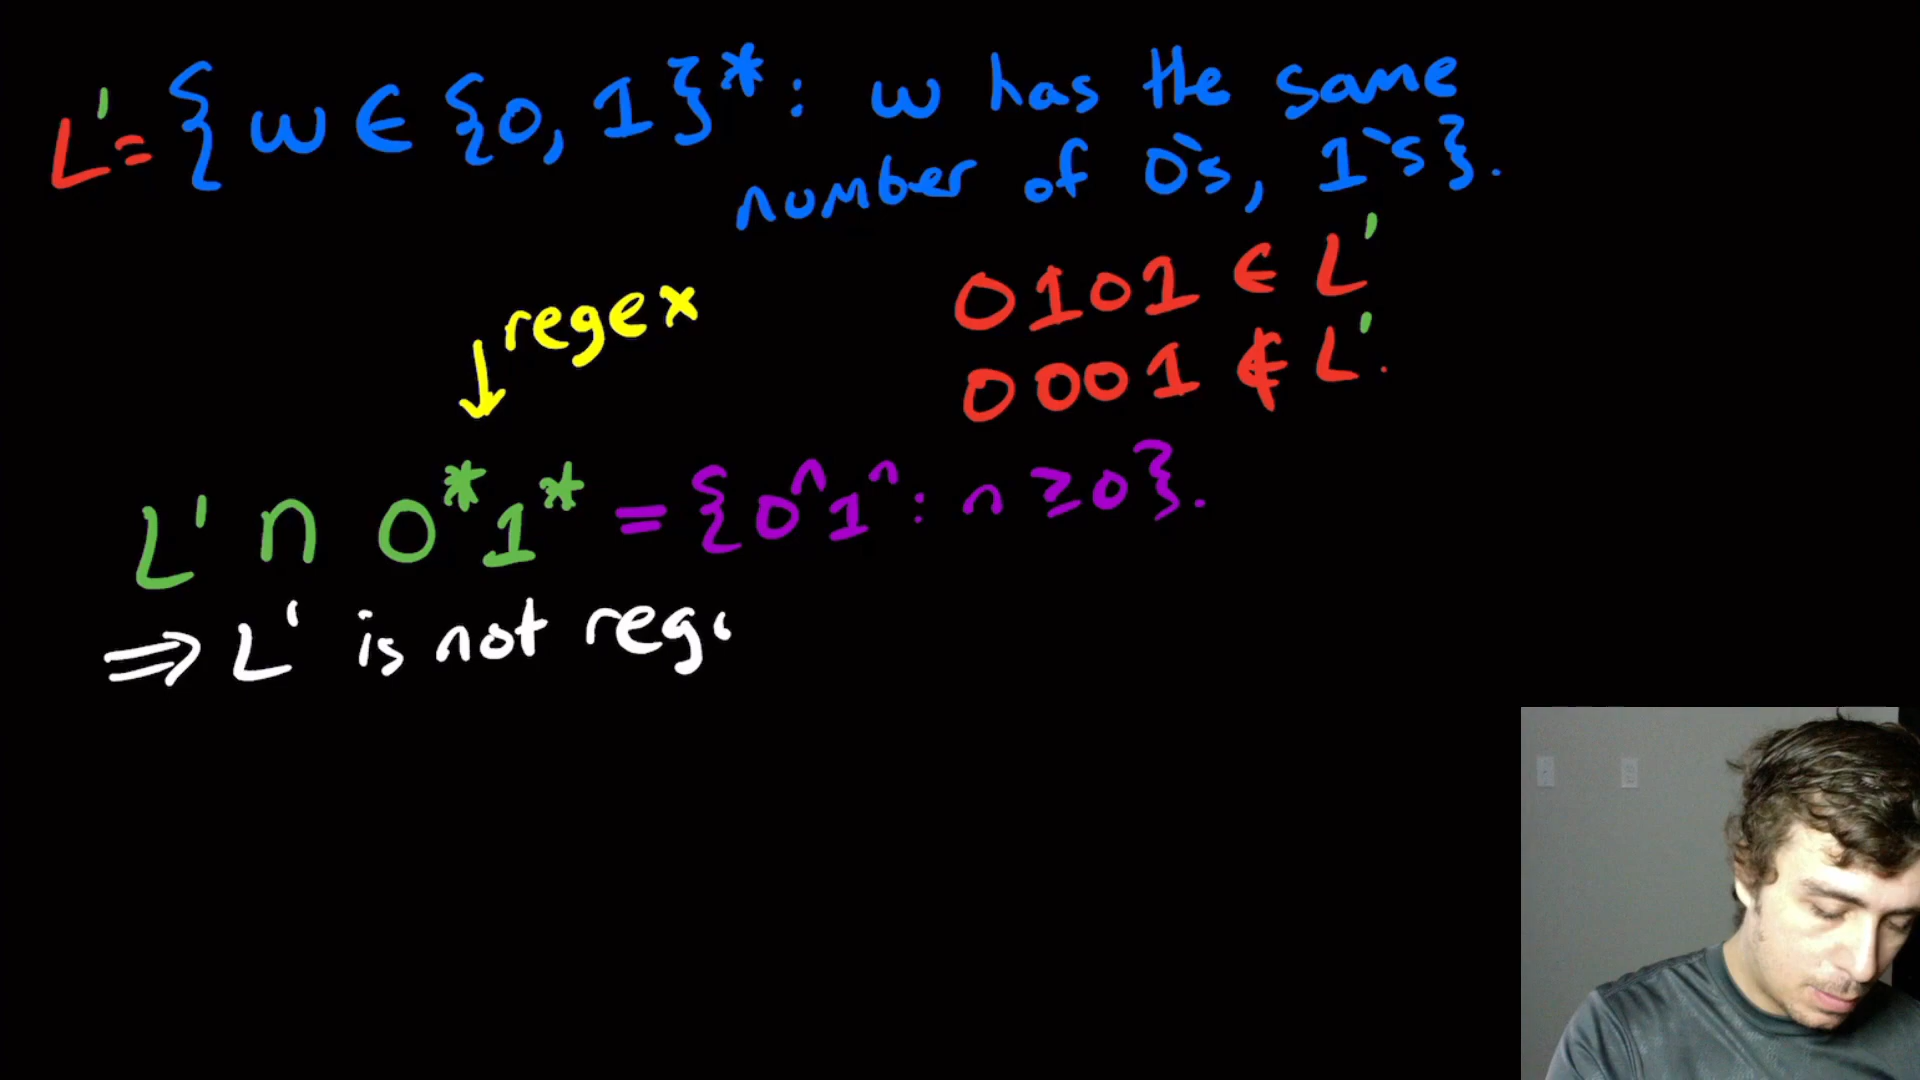 L'= {w ∈ {0, 1}*: w has the same
number of 0`s, 1`s}.
0101 ∈ L'
0001 ∉ L'.
↓ regex
L' ∩ 0*1* = {0^n1^n: n ≥ 0}.
⇒ L' is not reg